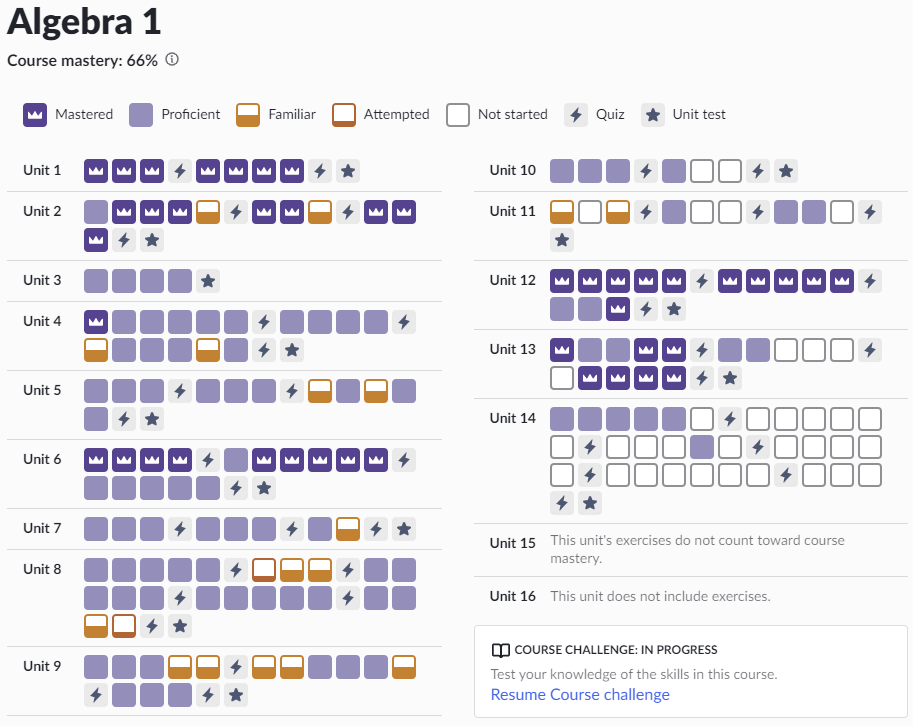 Algebra 1
Course mastery: 66%
Mastered
Proficient
Familiar
Attempted
Not started
Quiz
Unit test
Unit 1
Unit 2
Unit 3
Unit 4
Unit 5
Unit 6
Unit 7
Unit 8
Unit 9
Unit 10
Unit 11
Unit 12
Unit 13
Unit 14
Unit 15
This unit's exercises do not count toward course
mastery.
Unit 16
This unit does not include exercises.
COURSE CHALLENGE: IN PROGRESS
Test your knowledge of the skills in this course.
Resume Course challenge